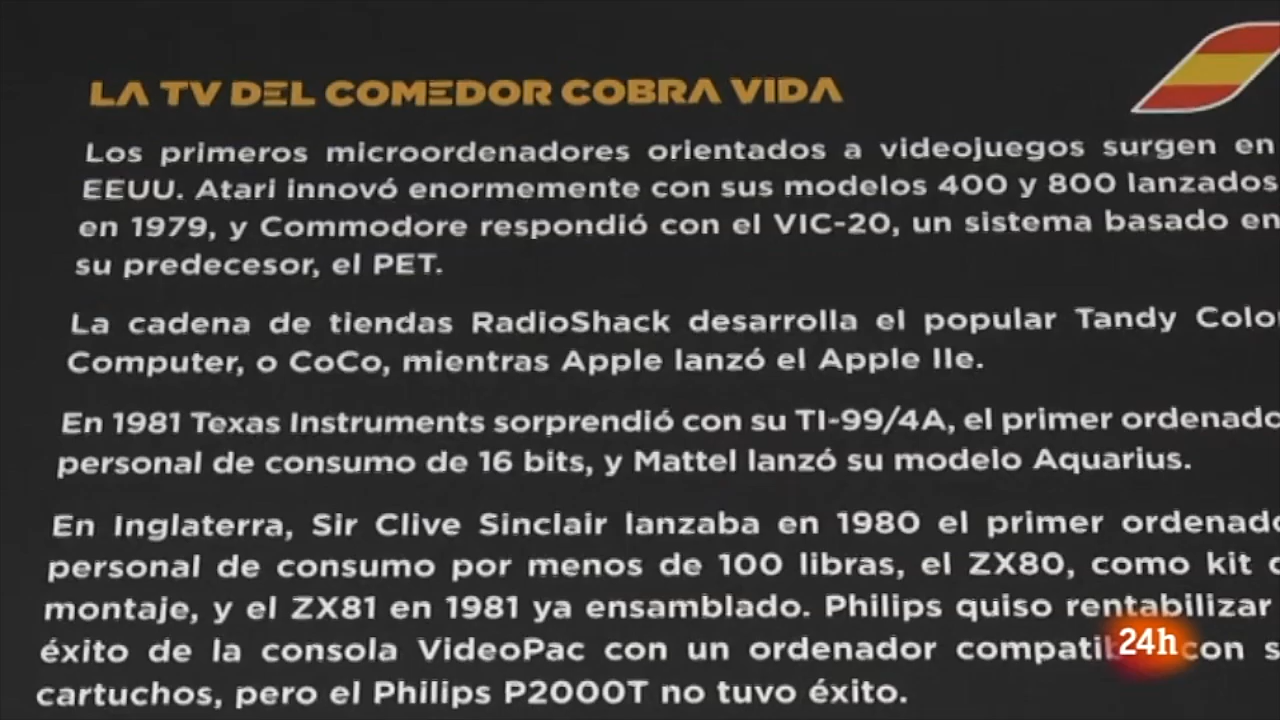 LA TV DEL COMEDOR COBRA VIDA
Los primeros microordenadores orientados a videojuegos surgen en
EEUU. Atari innovó enormemente con sus modelos 400 y 800 lanzados
en 1979, y Commodore respondió con el VIC-20, un sistema basado en
su predecesor, el PET.
La cadena de tiendas RadioShack desarrolla el popular Tandy Colo
Computer, o CoCo, mientras Apple lanzó el Apple IIe.
En 1981 Texas Instruments sorprendió con su TI-99/4A, el primer ordenado
personal de consumo de 16 bits, y Mattel lanzó su modelo Aquarius.
En Inglaterra, Sir Clive Sinclair lanzaba en 1980 el primer ordenado
personal de consumo por menos de 100 libras, el ZX80, como kit
montaje, y el ZX81 en 1981 ya ensamblado. Philips quiso rentabilizar
éxito de la consola VideoPac con un ordenador compatib con s
cartuchos, pero el Philips P2000T no tuvo éxito.
24h